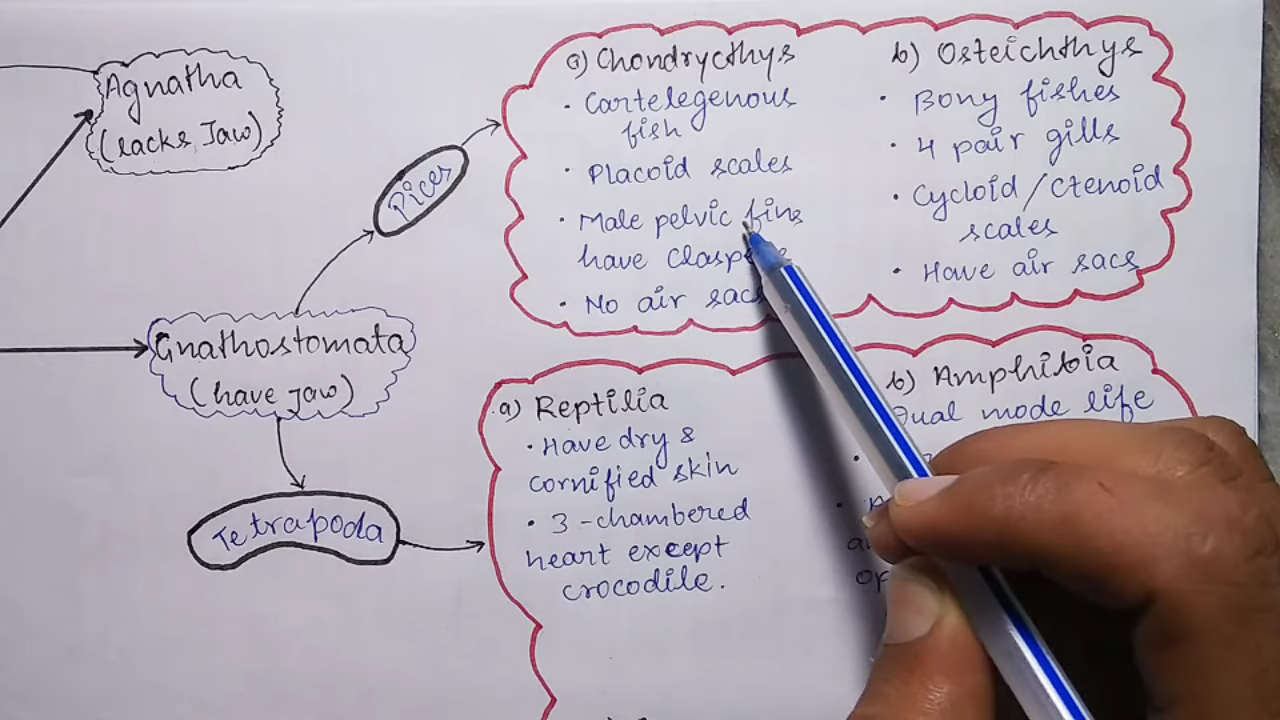 Agnatha
(lacks Jaw)
Pices
Gnathostomata
(have jaw)
Tetrapoda
a) Chondrycthys
• Cartelegenous
fish
• Placoid scales
• Male pelvic fins
have
• No air sacs
b) Osteichthys
• Bony fishes
• 4 pair gills
• Cycloid / Ctenoid
scales
• Have air sacs
a) Reptilia
• Have dry &
cornified skin
• 3-chambered
heart except
crocodile.
b) Amphibia
Dual mode life